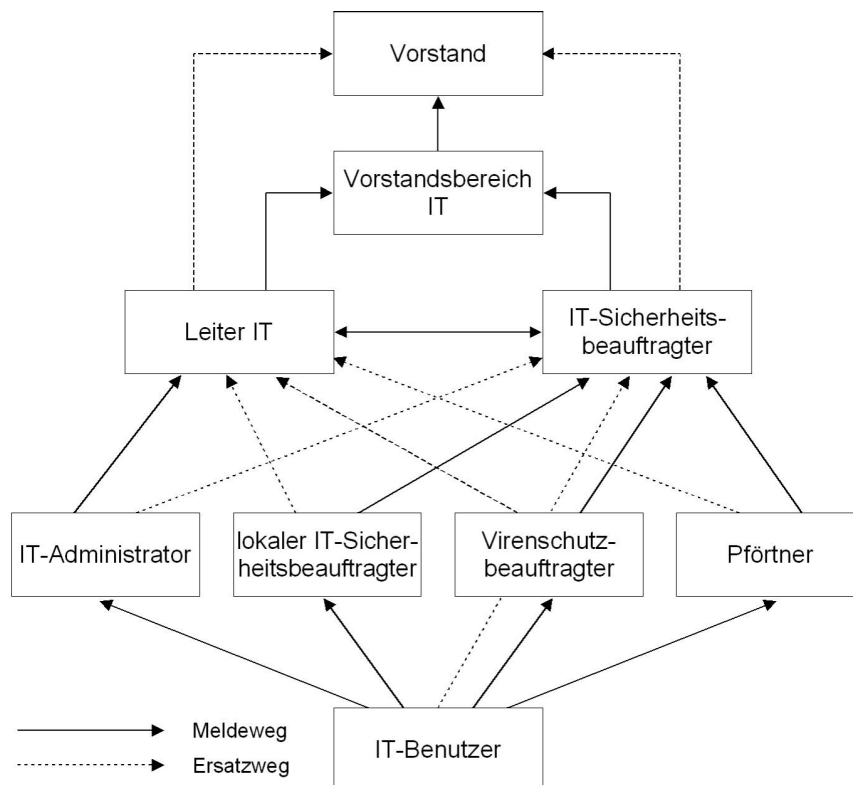 Vorstand
Vorstandsbereich
IT
Leiter IT
IT-Sicherheits-
beauftragter
IT-Administrator
lokaler IT-Sicher-
heitsbeauftragter
Virenschutz-
beauftragter
Pförtner
Meldeweg
Ersatzweg
IT-Benutzer